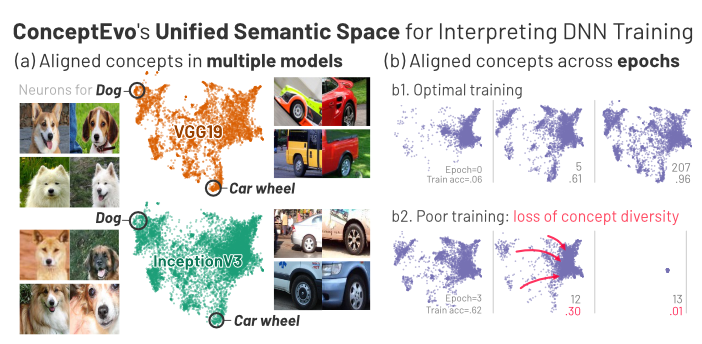 ConceptEvo's Unified Semantic Space for Interpreting DNN Training
(a) Aligned concepts in multiple models
(b) Aligned concepts across epochs
Neurons for Dog
VGG19
Car wheel
Dog
InceptionV3
Car wheel
b1. Optimal training
Epoch=0
Train acc=.06
5
.61
207
.96
b2. Poor training: loss of concept diversity
Epoch=3
Train acc=.62
12
.30
13
.01